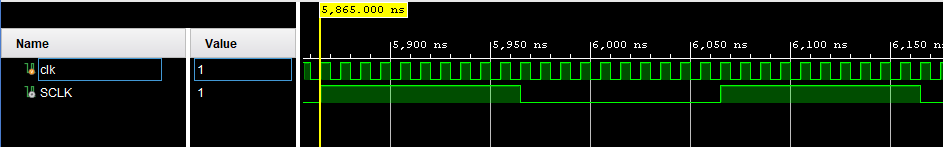 5,865.000 ns
Name Value
5,900 ns 5,950 ns 6,000 ns 6,050 ns 6,100 ns 6,150 ns
clk 1
SCLK 1